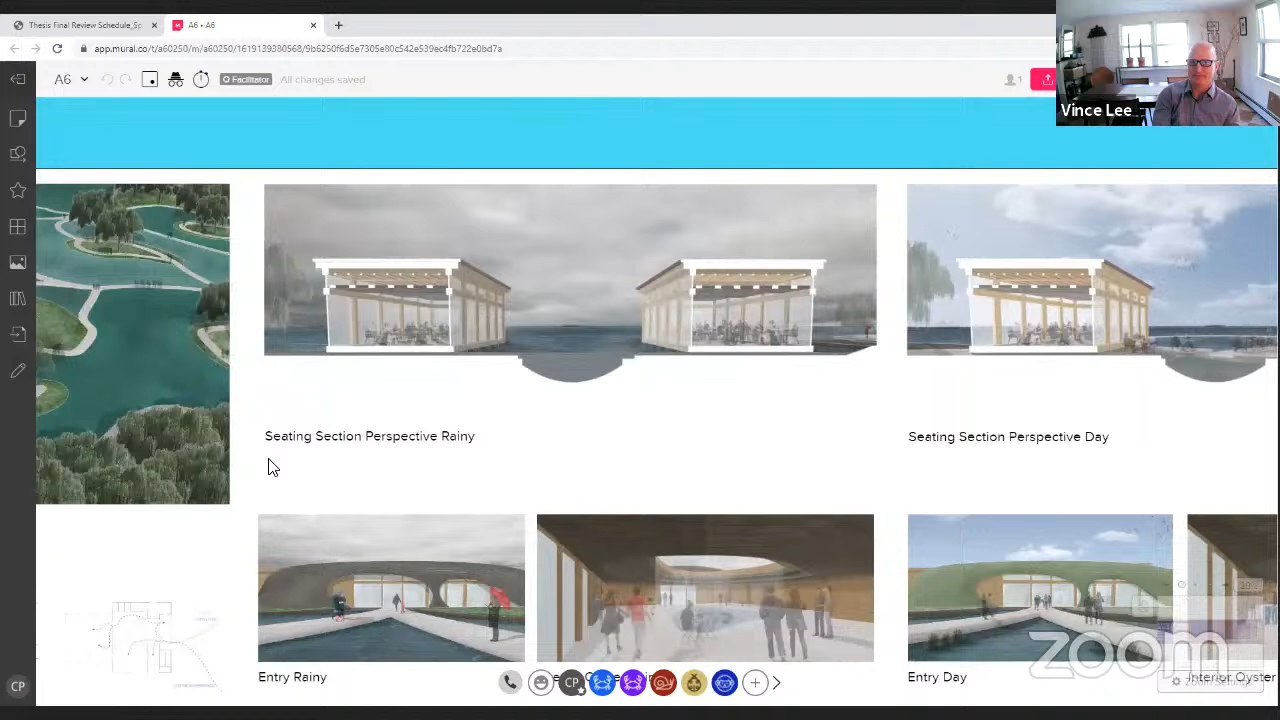 Thesis Final Review Schedule_Sp
A6 • A6
app.mural.co/t/a60250/m/a60250/1619139380568/9b6250f6d5e7305e80c542e539ec4fb722e0bd7a
A6
Facilitator
All changes saved
1
Vince Lee
Seating Section Perspective Rainy
Seating Section Perspective Day
Entry Rainy
Entry Day
Interior Oyster
CP
CP
zoom